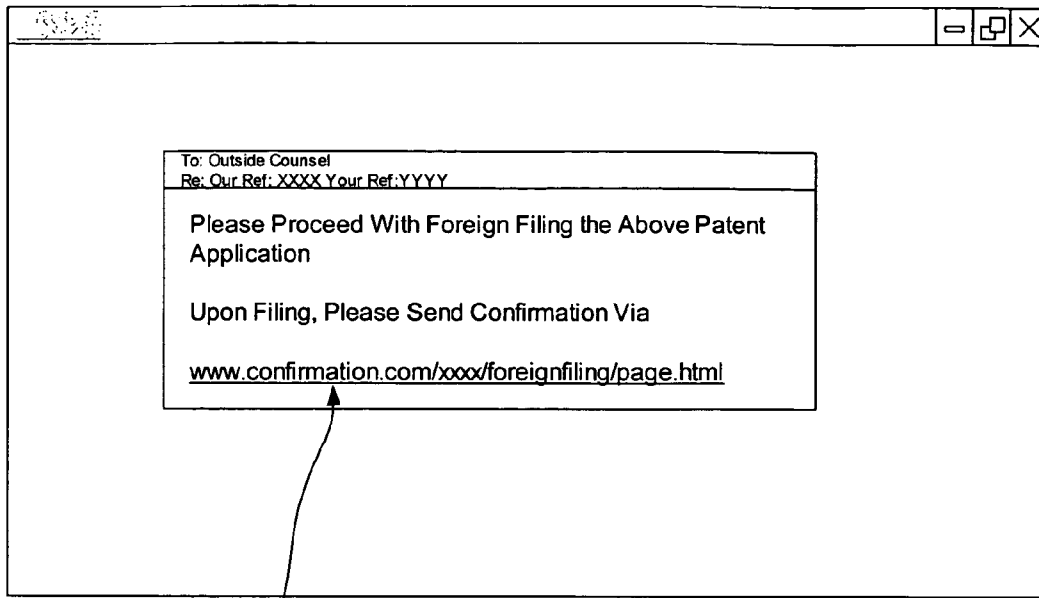 To: Outside Counsel
Re: Our Ref: XXXX Your Ref:YYYY
Please Proceed With Foreign Filing the Above Patent
Application
Upon Filing, Please Send Confirmation Via
www.confirmation.com/xxxx/foreignfiling/page.html